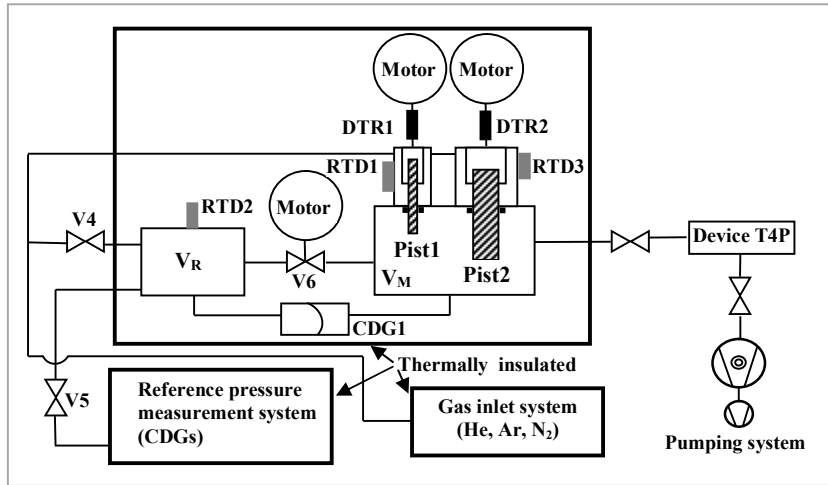 Motor
Motor
DTR1
DTR2
RTD1
RTD3
V4
RTD2
Motor
Pist1
Pist2
Device T4P
VR
V6
VM
CDG1
Thermally insulated
V5
Reference pressure
measurement system
(CDGs)
Gas inlet system
(He, Ar, N2)
Pumping system